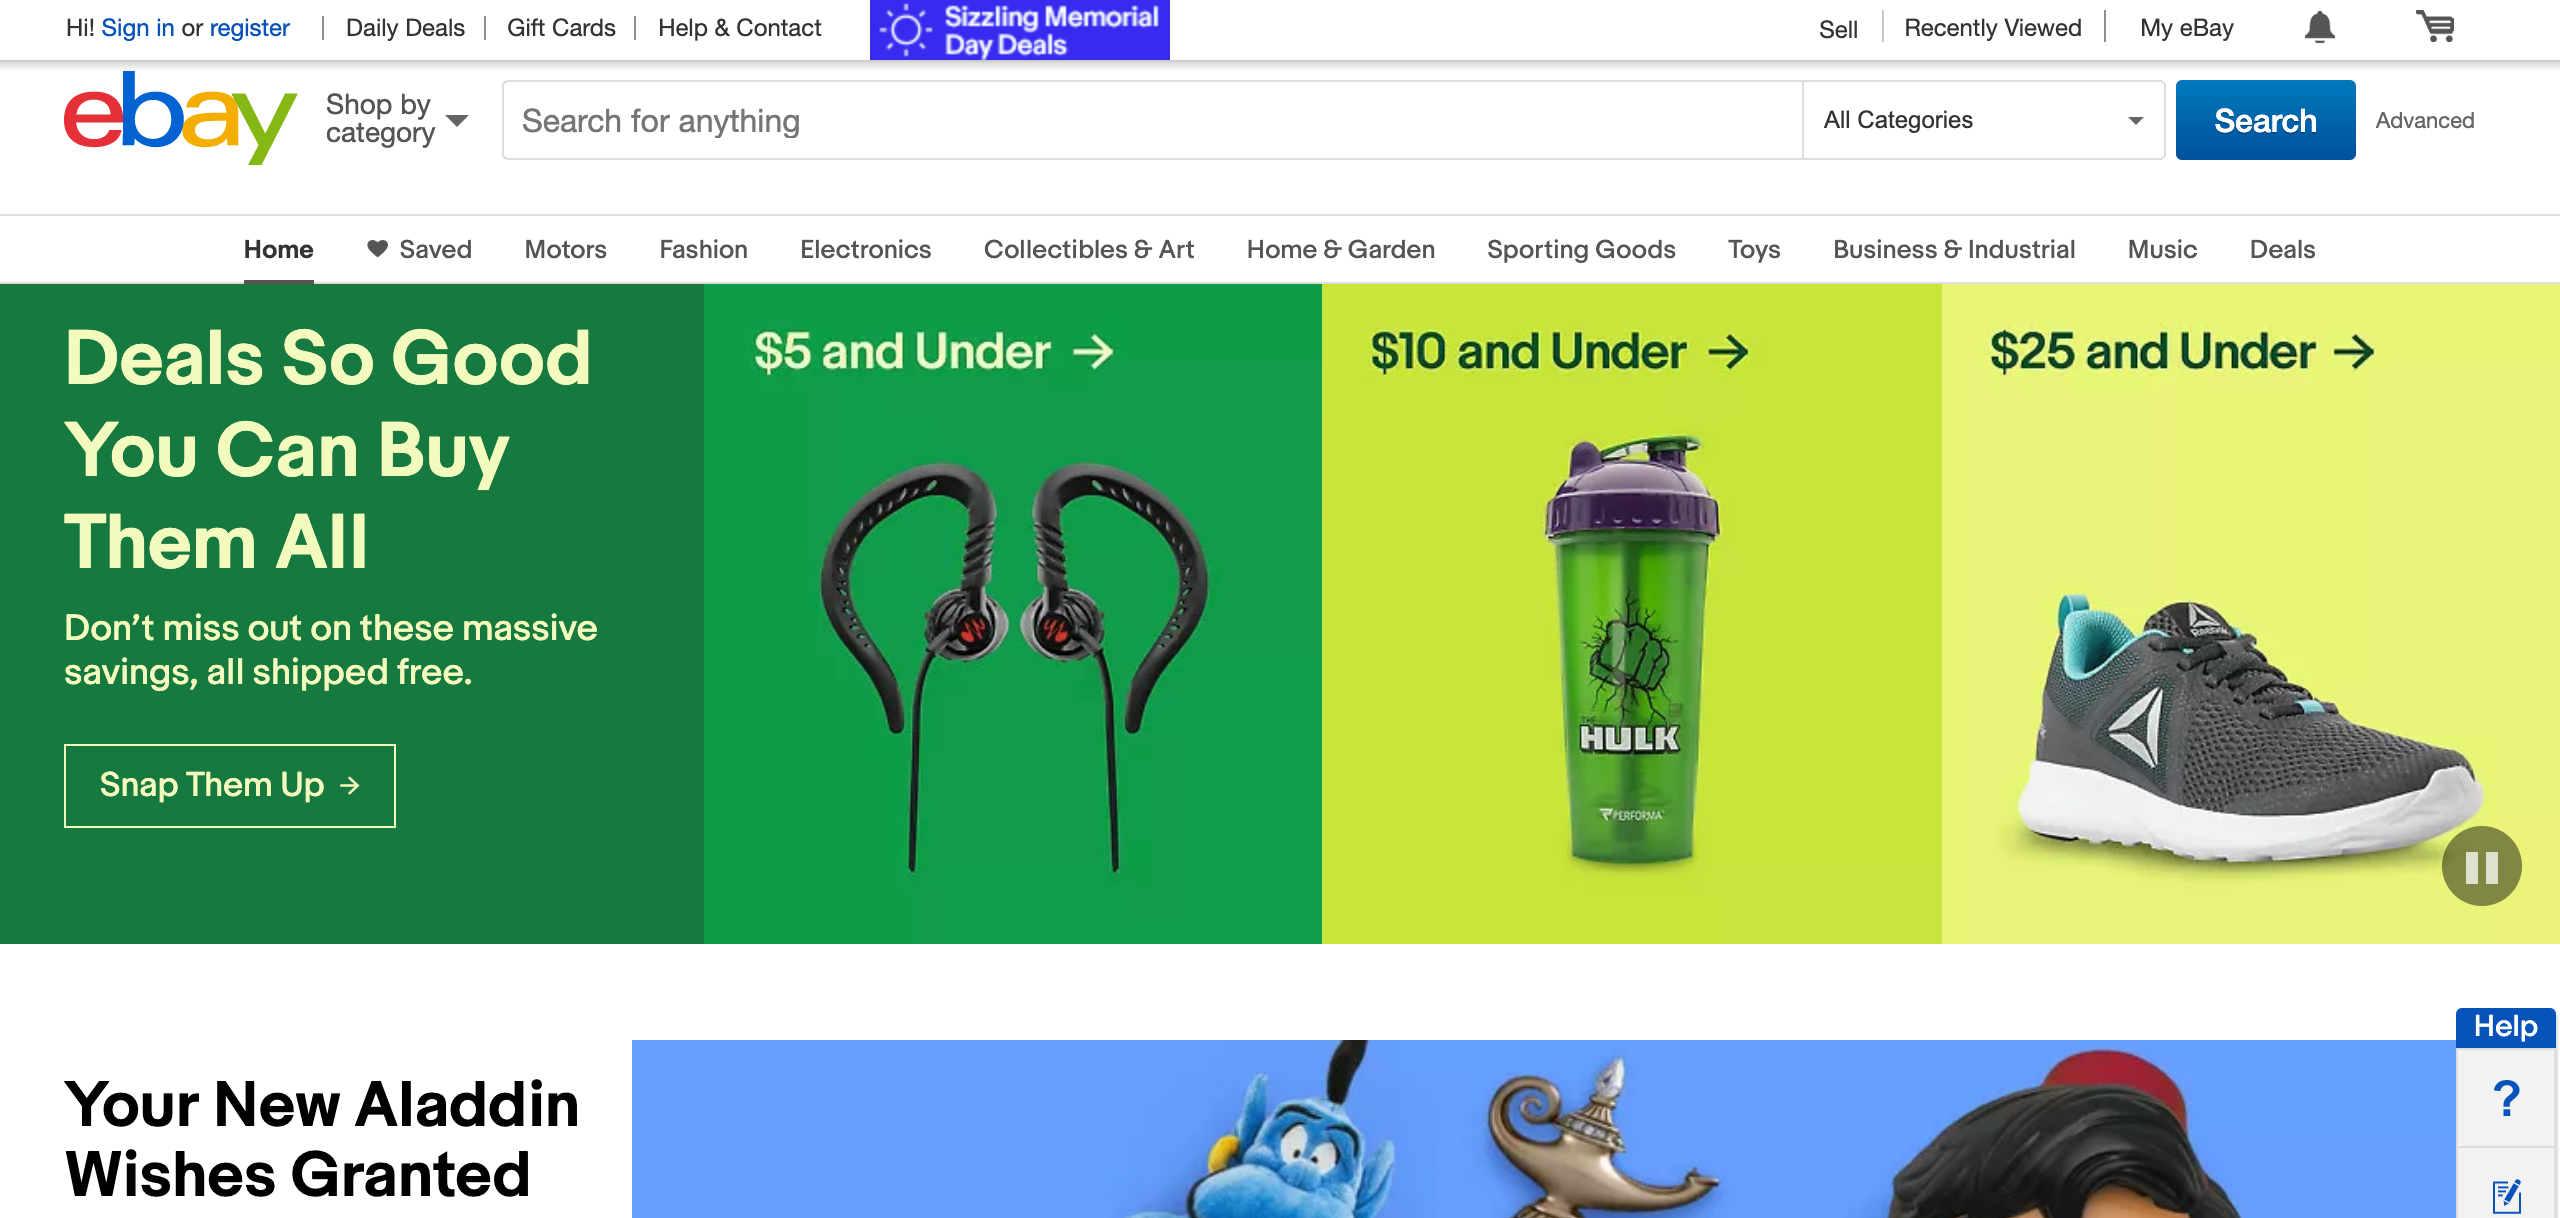 Hi! Sign in or register | Daily Deals | Gift Cards | Help & Contact
Sizzling Memorial
Day Deals
Sell | Recently Viewed | My eBay
ebay
Shop by
category
Search for anything
All Categories
Search
Advanced
Home
Saved
Motors
Fashion
Electronics
Collectibles & Art
Home & Garden
Sporting Goods
Toys
Business & Industrial
Music
Deals
Deals So Good
You Can Buy
Them All
Don’t miss out on these massive
savings, all shipped free.
Snap Them Up →
$5 and Under →
$10 and Under →
THE
HULK
PERFORMA
$25 and Under →
Reebok
Your New Aladdin
Wishes Granted
Help
?